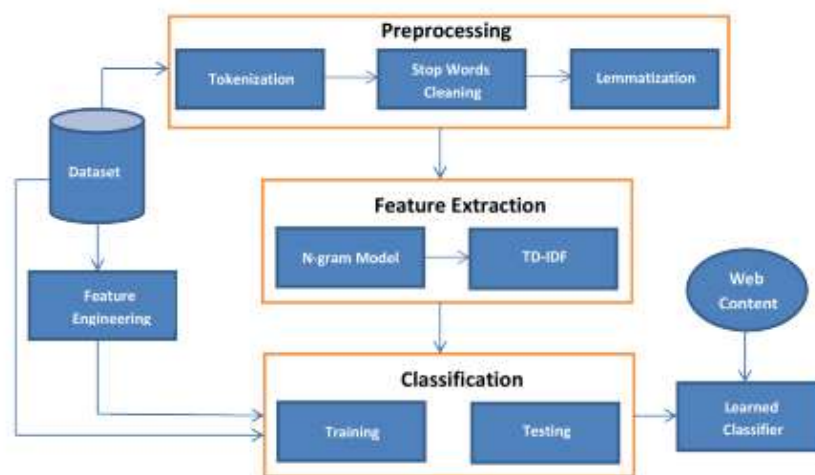 Preprocessing
Tokenization
Stop Words
Cleaning
Lemmatization
Dataset
Feature Extraction
N-gram Model
TD-IDF
Feature
Engineering
Web
Content
Classification
Training
Testing
Learned
Classifier